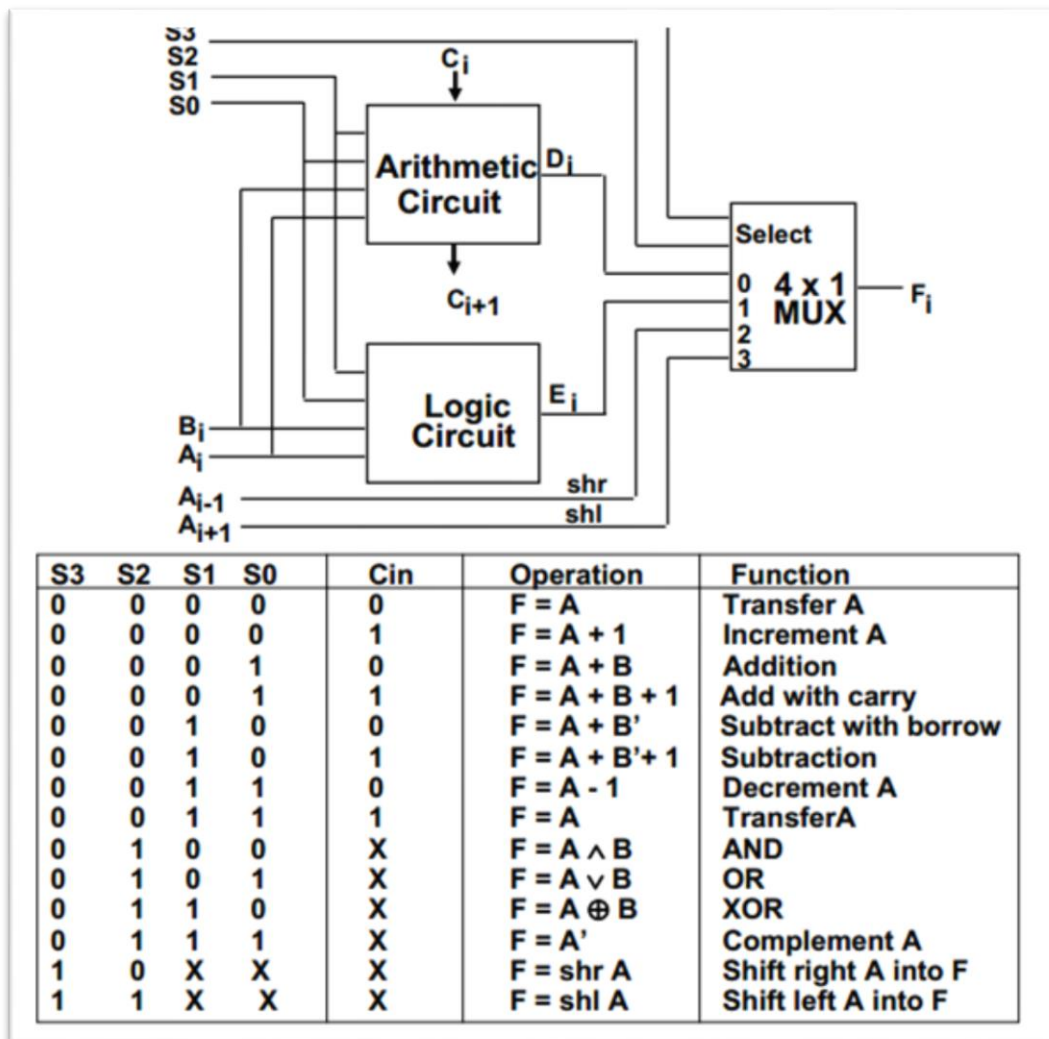 S3
S2
S1
S0
Ci
Arithmetic
Circuit
Di
Ci+1
Select
0 4 x 1
1 MUX
2
3
Fi
Logic
Circuit
Ei
Bi
Ai
Ai-1
shr
Ai+1
shl
S3 S2 S1 S0 Cin Operation Function
0 0 0 0 0 F = A Transfer A
0 0 0 0 1 F = A + 1 Increment A
0 0 0 1 0 F = A + B Addition
0 0 0 1 1 F = A + B + 1 Add with carry
0 0 1 0 0 F = A + B’ Subtract with borrow
0 0 1 0 1 F = A + B’+ 1 Subtraction
0 0 1 1 0 F = A - 1 Decrement A
0 0 1 1 1 F = A TransferA
0 1 0 0 X F = A ∧ B AND
0 1 0 1 X F = A ∨ B OR
0 1 1 0 X F = A ⊕ B XOR
0 1 1 1 X F = A’ Complement A
1 0 X X X F = shr A Shift right A into F
1 1 X X X F = shl A Shift left A into F